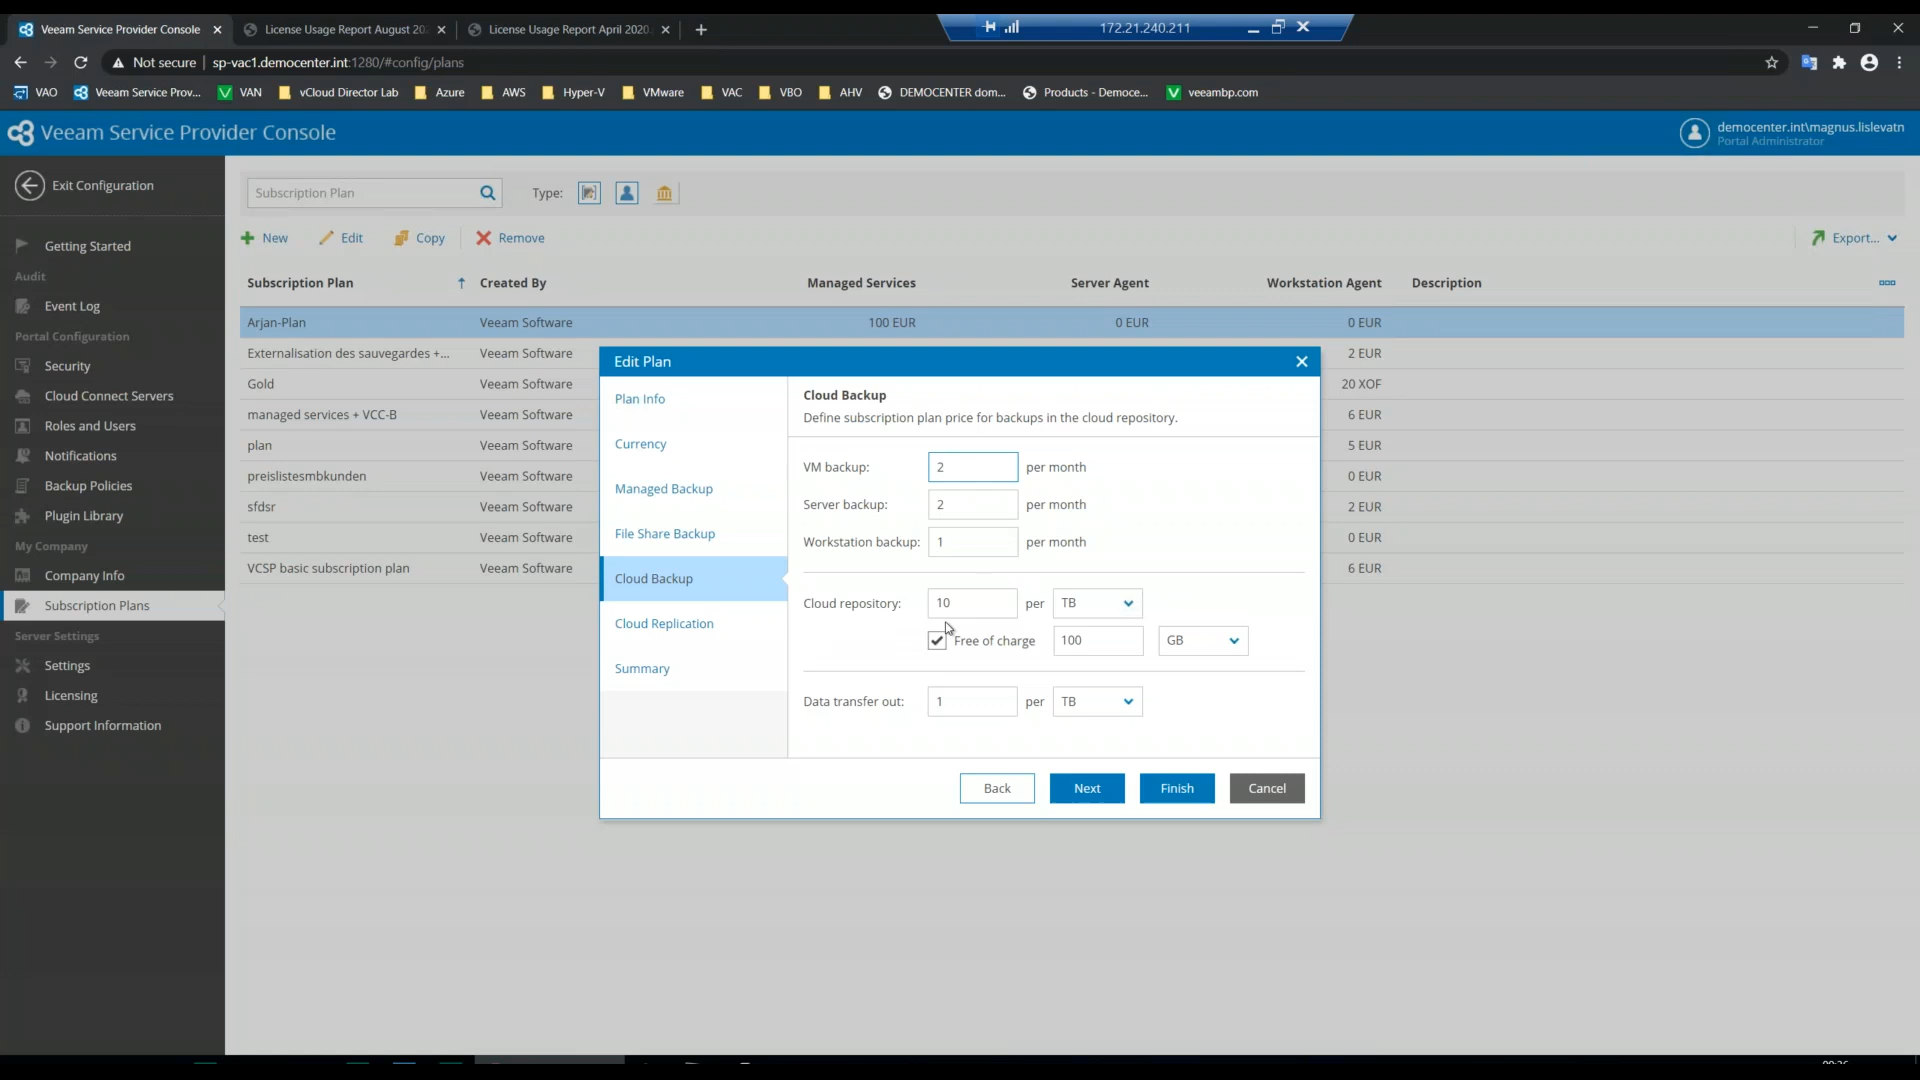 Veeam Service Provider Console
License Usage Report August 20
License Usage Report April 2020
172.21.240.211
Not secure
sp-vac1.democenter.int:1280/#config/plans
VAO
Veeam Service Prov...
VAN
vCloud Director Lab
Azure
AWS
Hyper-V
VMware
VAC
VBO
AHV
DEMOCENTER dom...
Products - Democe...
veeambp.com
Veeam Service Provider Console
democenter.int\magnus.lislevatn
Portal Administrator
Exit Configuration
Getting Started
Audit
Event Log
Portal Configuration
Security
Cloud Connect Servers
Roles and Users
Notifications
Backup Policies
Plugin Library
My Company
Company Info
Subscription Plans
Server Settings
Settings
Licensing
Support Information
Subscription Plan
Type:
New
Edit
Copy
Remove
Export...
Subscription Plan
Created By
Managed Services
Server Agent
Workstation Agent
Description
Arjan-Plan
Veeam Software
100 EUR
0 EUR
0 EUR
Externalisation des sauvegardes +...
Veeam Software
2 EUR
Gold
Veeam Software
20 XOF
managed services + VCC-B
Veeam Software
6 EUR
plan
Veeam Software
5 EUR
preislistesmbkunden
Veeam Software
0 EUR
sfdsr
Veeam Software
2 EUR
test
Veeam Software
0 EUR
VCSP basic subscription plan
Veeam Software
6 EUR
Edit Plan
Plan Info
Currency
Managed Backup
File Share Backup
Cloud Backup
Cloud Replication
Summary
Cloud Backup
Define subscription plan price for backups in the cloud repository.
VM backup:
2
per month
Server backup:
2
per month
Workstation backup:
1
per month
Cloud repository:
10
per
TB
Free of charge
100
GB
Data transfer out:
1
per
TB
Back
Next
Finish
Cancel